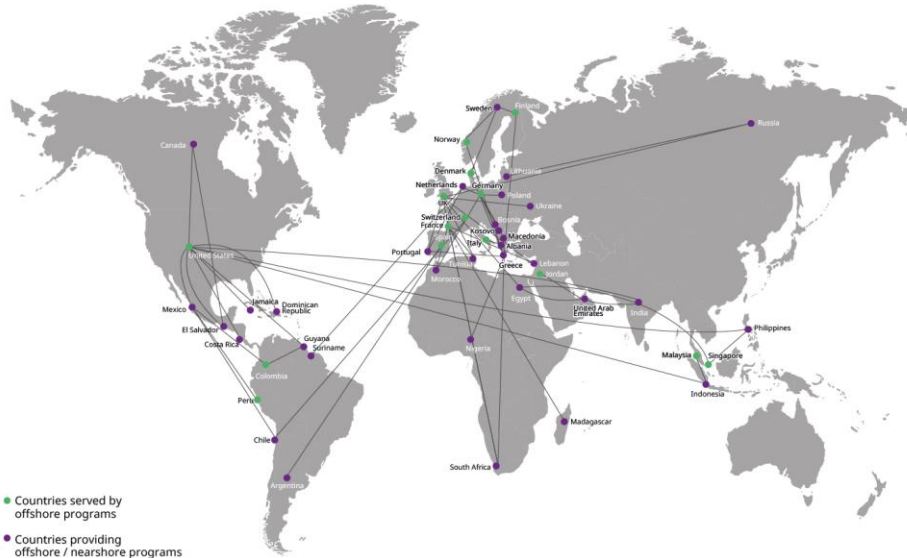 Canada
United States
Mexico
Jamaica
Dominican
Republic
El Salvador
Costa Rica
Guyana
Suriname
Colombia
Peru
Chile
Argentina
Sweden
Finland
Norway
Denmark
Lithuania
Russia
Netherlands
Germany
Poland
UK
Ukraine
Switzerland
France
Bosnia
Kosovo
Macedonia
Italy
Albania
Portugal
Tunisia
Greece
Lebanon
Jordan
Morocco
Egypt
United Arab
Emirates
India
Nigeria
Philippines
Malaysia
Singapore
Indonesia
Madagascar
South Africa
Countries served by
offshore programs
Countries providing
offshore / nearshore programs